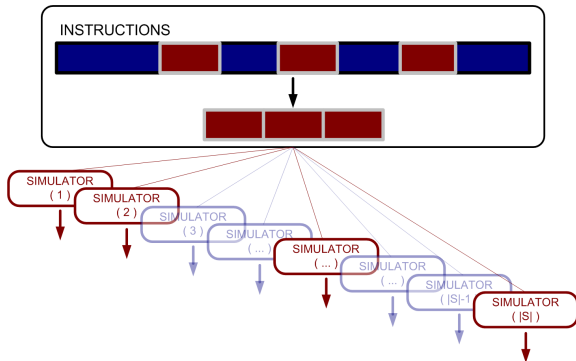 INSTRUCTIONS
SIMULATOR
( 1 )
SIMULATOR
( 2 )
SIMULATOR
( 3 )
SIMULATOR
( ... )
SIMULATOR
( ... )
SIMULATOR
( ... )
SIMULATOR
( |S|-1
SIMULATOR
( |S| )